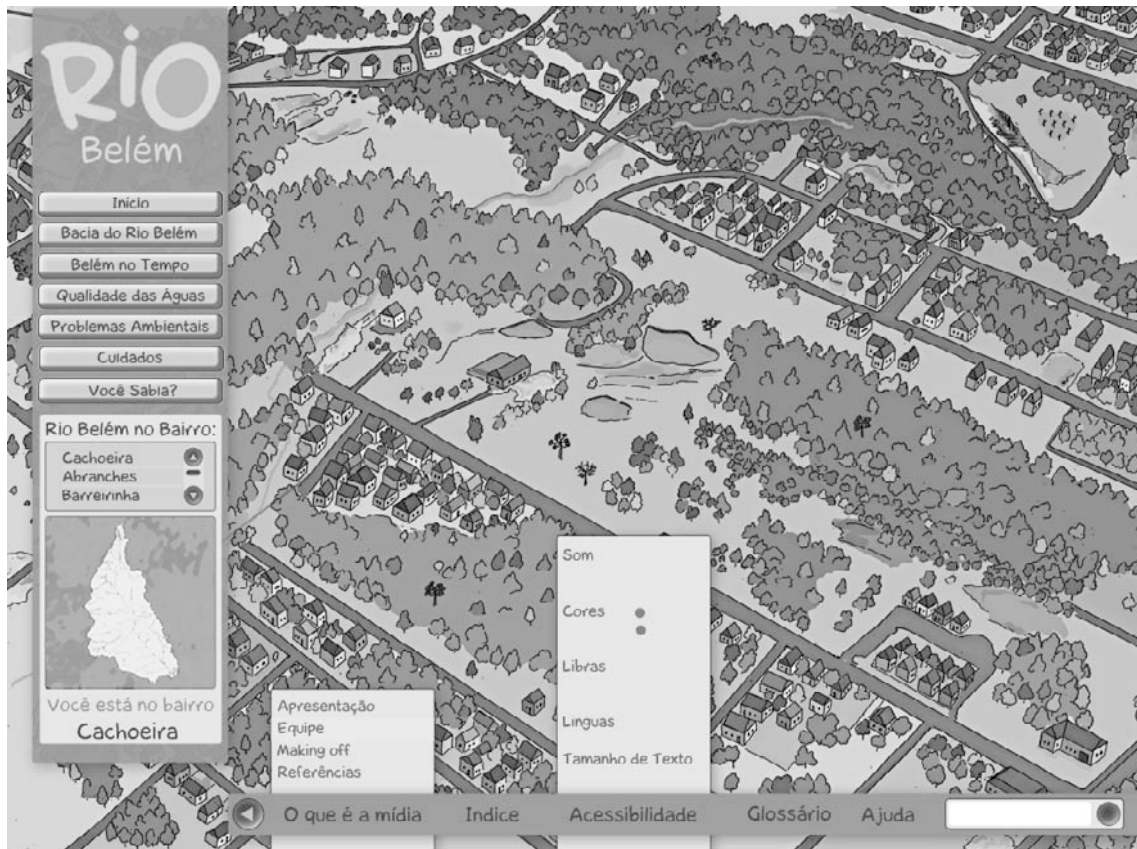 Rio
Belém
Início
Bacia do Rio Belém
Belém no Tempo
Qualidade das Águas
Problemas Ambientais
Cuidados
Você Sabia?
Rio Belém no Bairro:
Cachoeira
Abranches
Barreirinha
Você está no bairro
Cachoeira
Apresentação
Equipe
Making off
Referências
Som
Cores
Libras
Linguas
Tamanho de Texto
O que é a mídia
Indice
Acessibilidade
Glossário
Ajuda